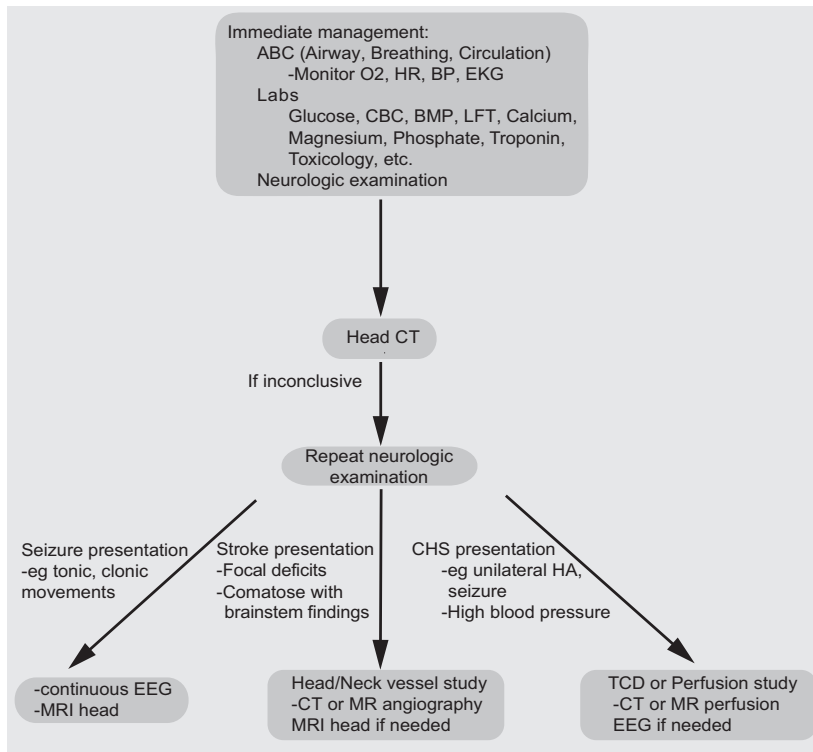 Immediate management:
ABC (Airway, Breathing, Circulation)
-Monitor O2, HR, BP, EKG
Labs
Glucose, CBC, BMP, LFT, Calcium,
Magnesium, Phosphate, Troponin,
Toxicology, etc.
Neurologic examination
Head CT
If inconclusive
Repeat neurologic
examination
Seizure presentation
-eg tonic, clonic
movements
Stroke presentation
-Focal deficits
-Comatose with
brainstem findings
CHS presentation
-eg unilateral HA,
seizure
-High blood pressure
-continuous EEG
-MRI head
Head/Neck vessel study
-CT or MR angiography
MRI head if needed
TCD or Perfusion study
-CT or MR perfusion
EEG if needed